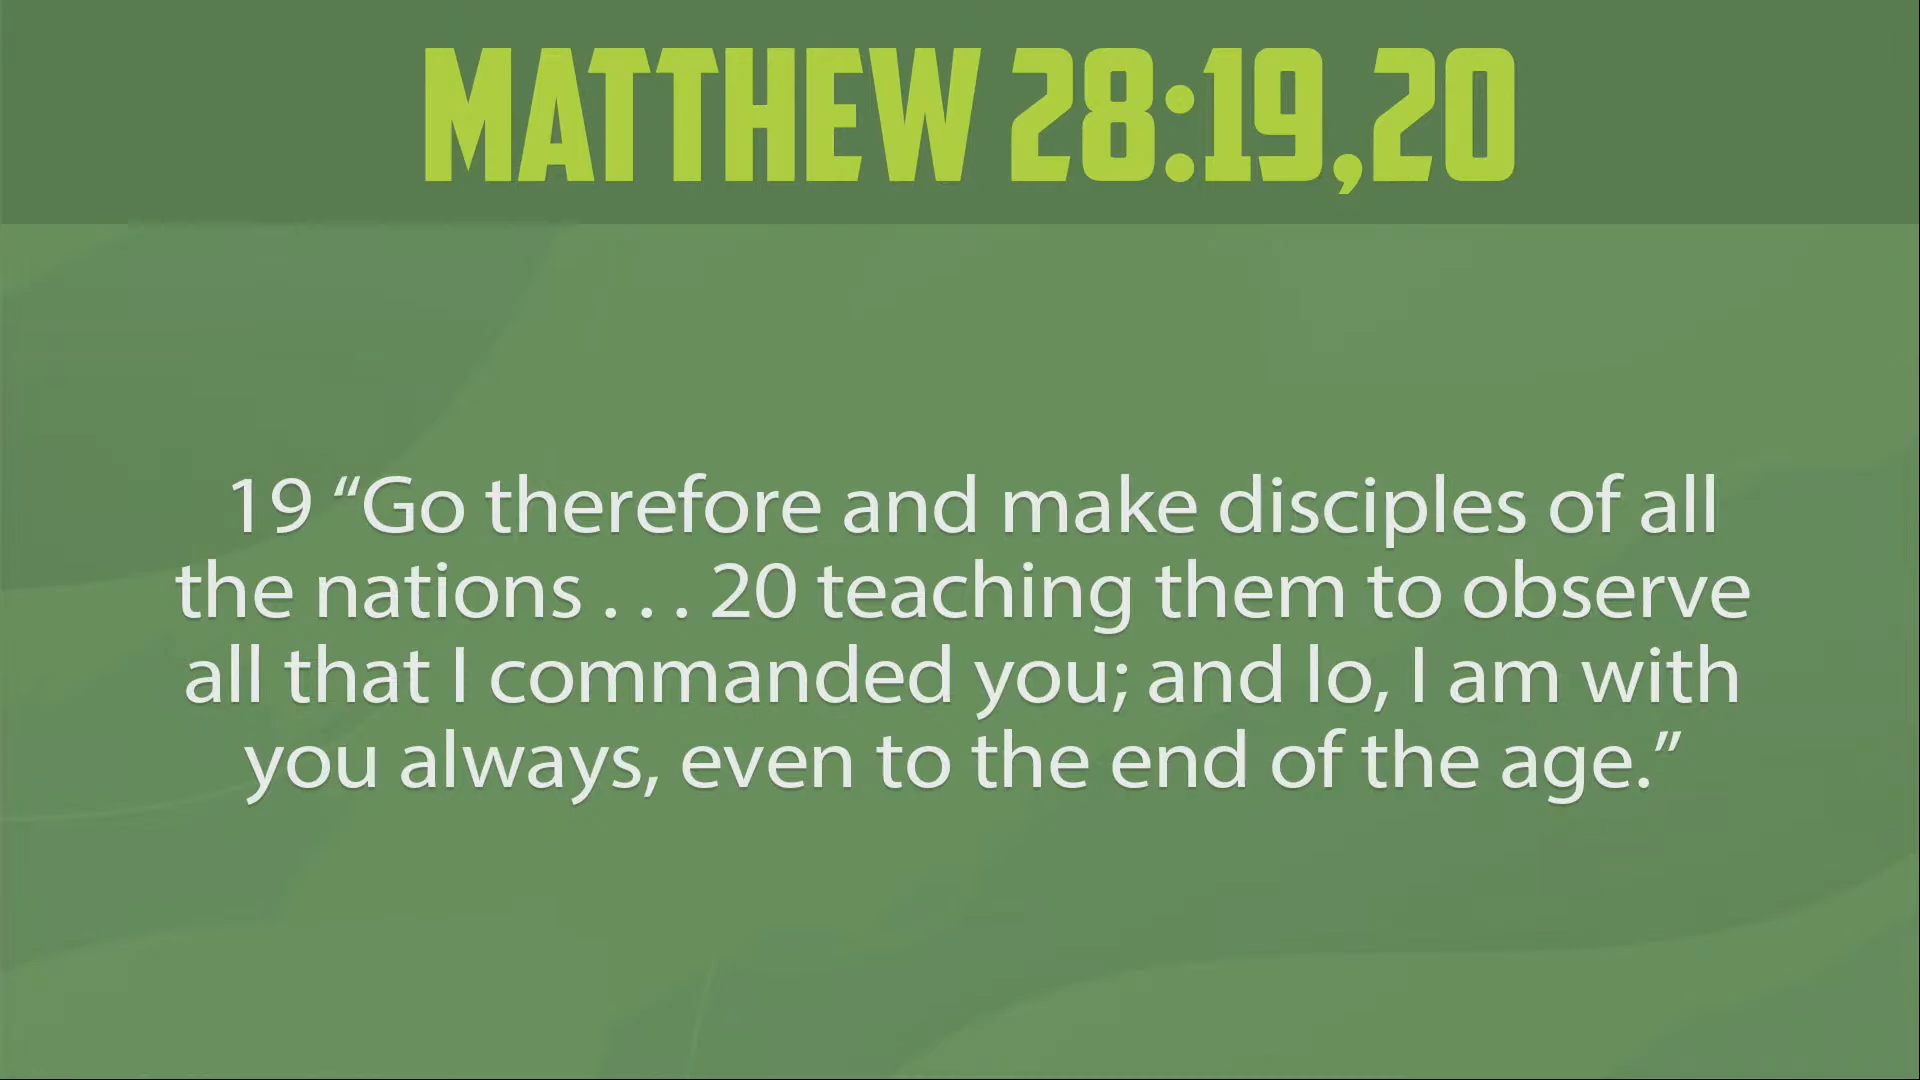 MATTHEW 28:19,20
19 “Go therefore and make disciples of all
the nations . . . 20 teaching them to observe
all that I commanded you; and lo, I am with
you always, even to the end of the age.”